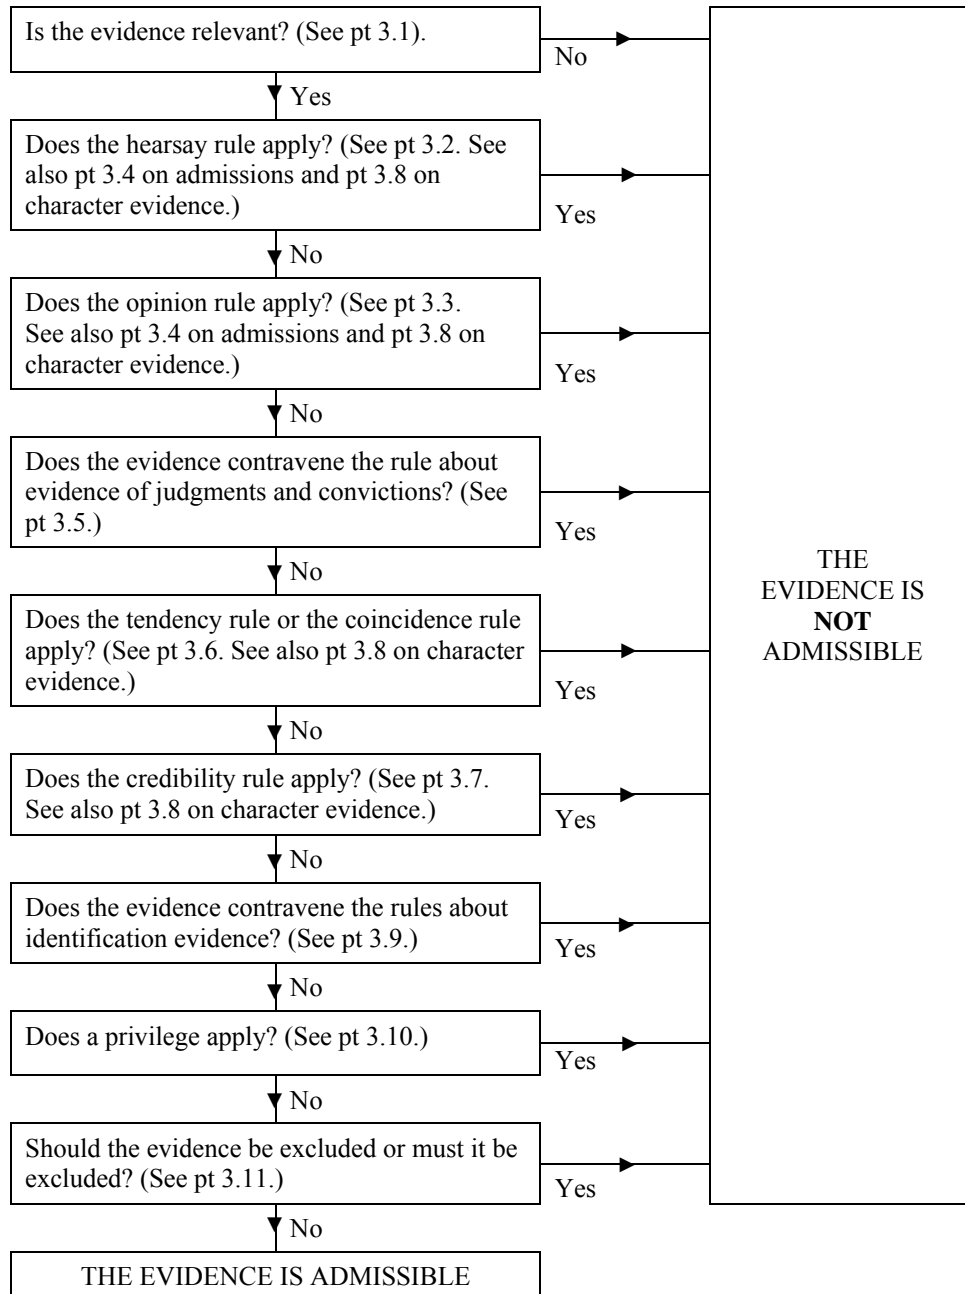 Is the evidence relevant? (See pt 3.1).
No
Yes
Does the hearsay rule apply? (See pt 3.2. See
also pt 3.4 on admissions and pt 3.8 on
character evidence.)
Yes
No
Does the opinion rule apply? (See pt 3.3.
See also pt 3.4 on admissions and pt 3.8 on
character evidence.)
Yes
No
Does the evidence contravene the rule about
evidence of judgments and convictions? (See
pt 3.5.)
Yes
No
Does the tendency rule or the coincidence rule
apply? (See pt 3.6. See also pt 3.8 on character
evidence.)
Yes
No
Does the credibility rule apply? (See pt 3.7.
See also pt 3.8 on character evidence.)
Yes
No
Does the evidence contravene the rules about
identification evidence? (See pt 3.9.)
Yes
No
Does a privilege apply? (See pt 3.10.)
Yes
No
Should the evidence be excluded or must it be
excluded? (See pt 3.11.)
Yes
No
THE EVIDENCE IS ADMISSIBLE
THE
EVIDENCE IS
NOT
ADMISSIBLE